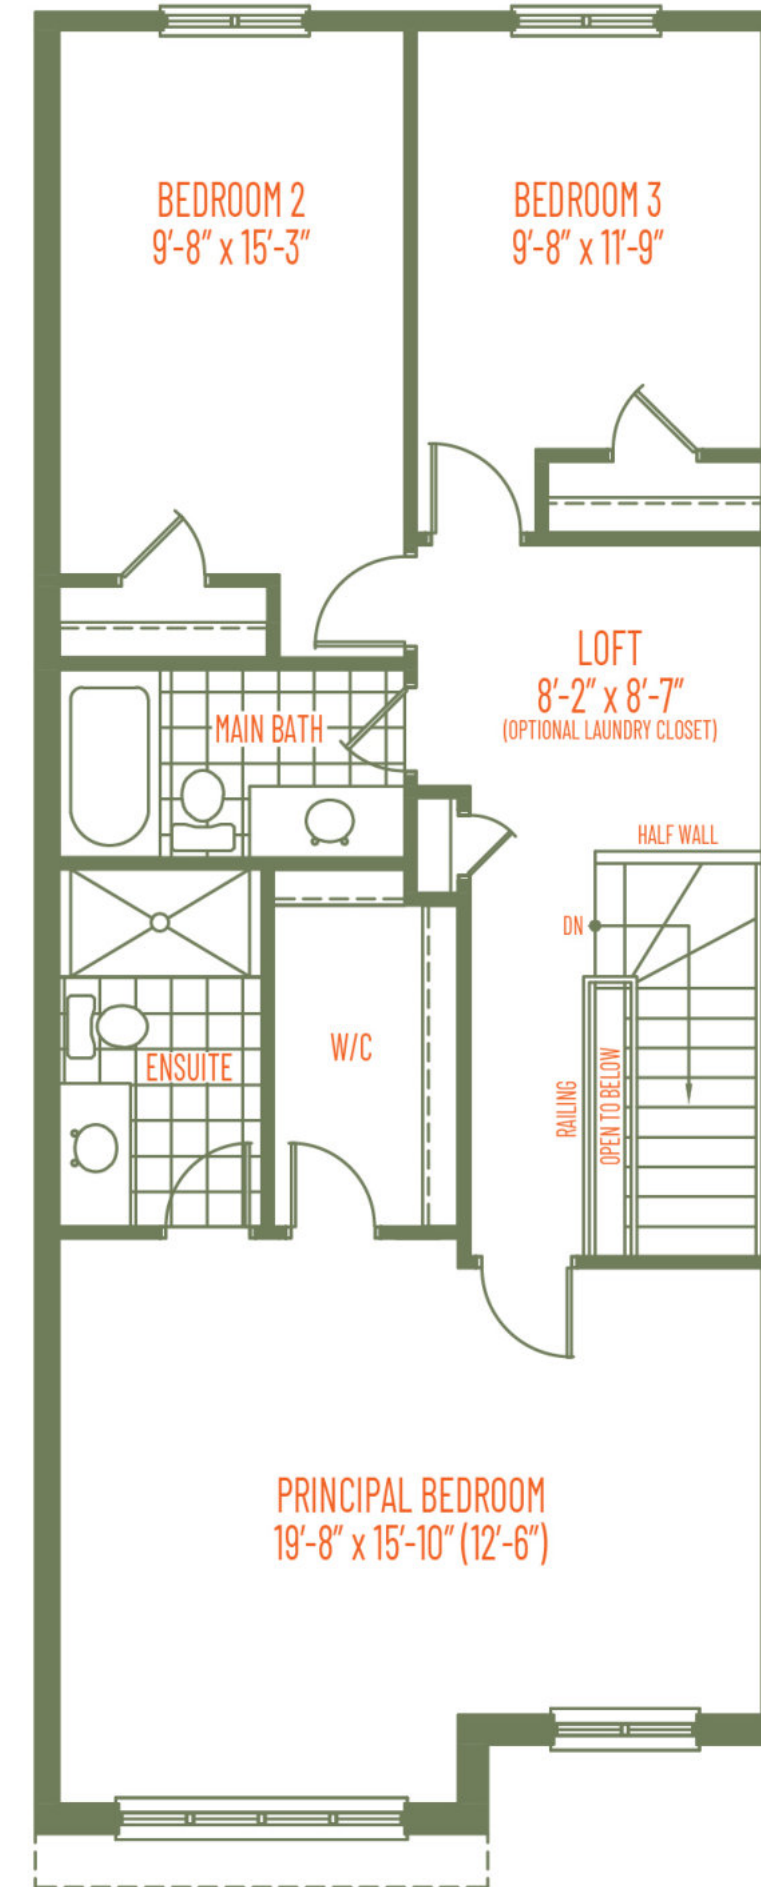 BEDROOM 2
9'-8" x 15'-3"
BEDROOM 3
9'-8" x 11'-9"
LOFT
8'-2" x 8'-7"
(OPTIONAL LAUNDRY CLOSET)
MAIN BATH
HALF WALL
DN
W/C
ENSUITE
RAILING
OPEN TO BELOW
PRINCIPAL BEDROOM
19'-8" x 15'-10" (12'-6")